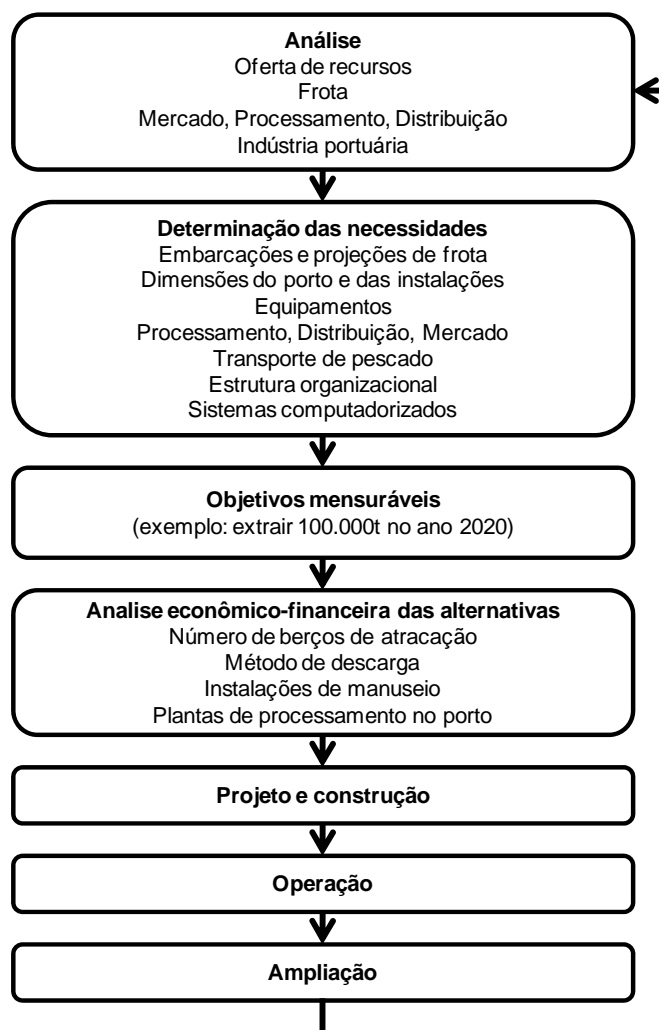 Análise
Oferta de recursos
Frota
Mercado, Processamento, Distribuição
Indústria portuária
Determinação das necessidades
Embarcações e projeções de frota
Dimensões do porto e das instalações
Equipamentos
Processamento, Distribuição, Mercado
Transporte de pescado
Estrutura organizacional
Sistemas computadorizados
Objetivos mensuráveis
(exemplo: extrair 100.000t no ano 2020)
Analise econômico-financeira das alternativas
Número de berços de atracação
Método de descarga
Instalações de manuseio
Plantas de processamento no porto
Projeto e construção
Operação
Ampliação